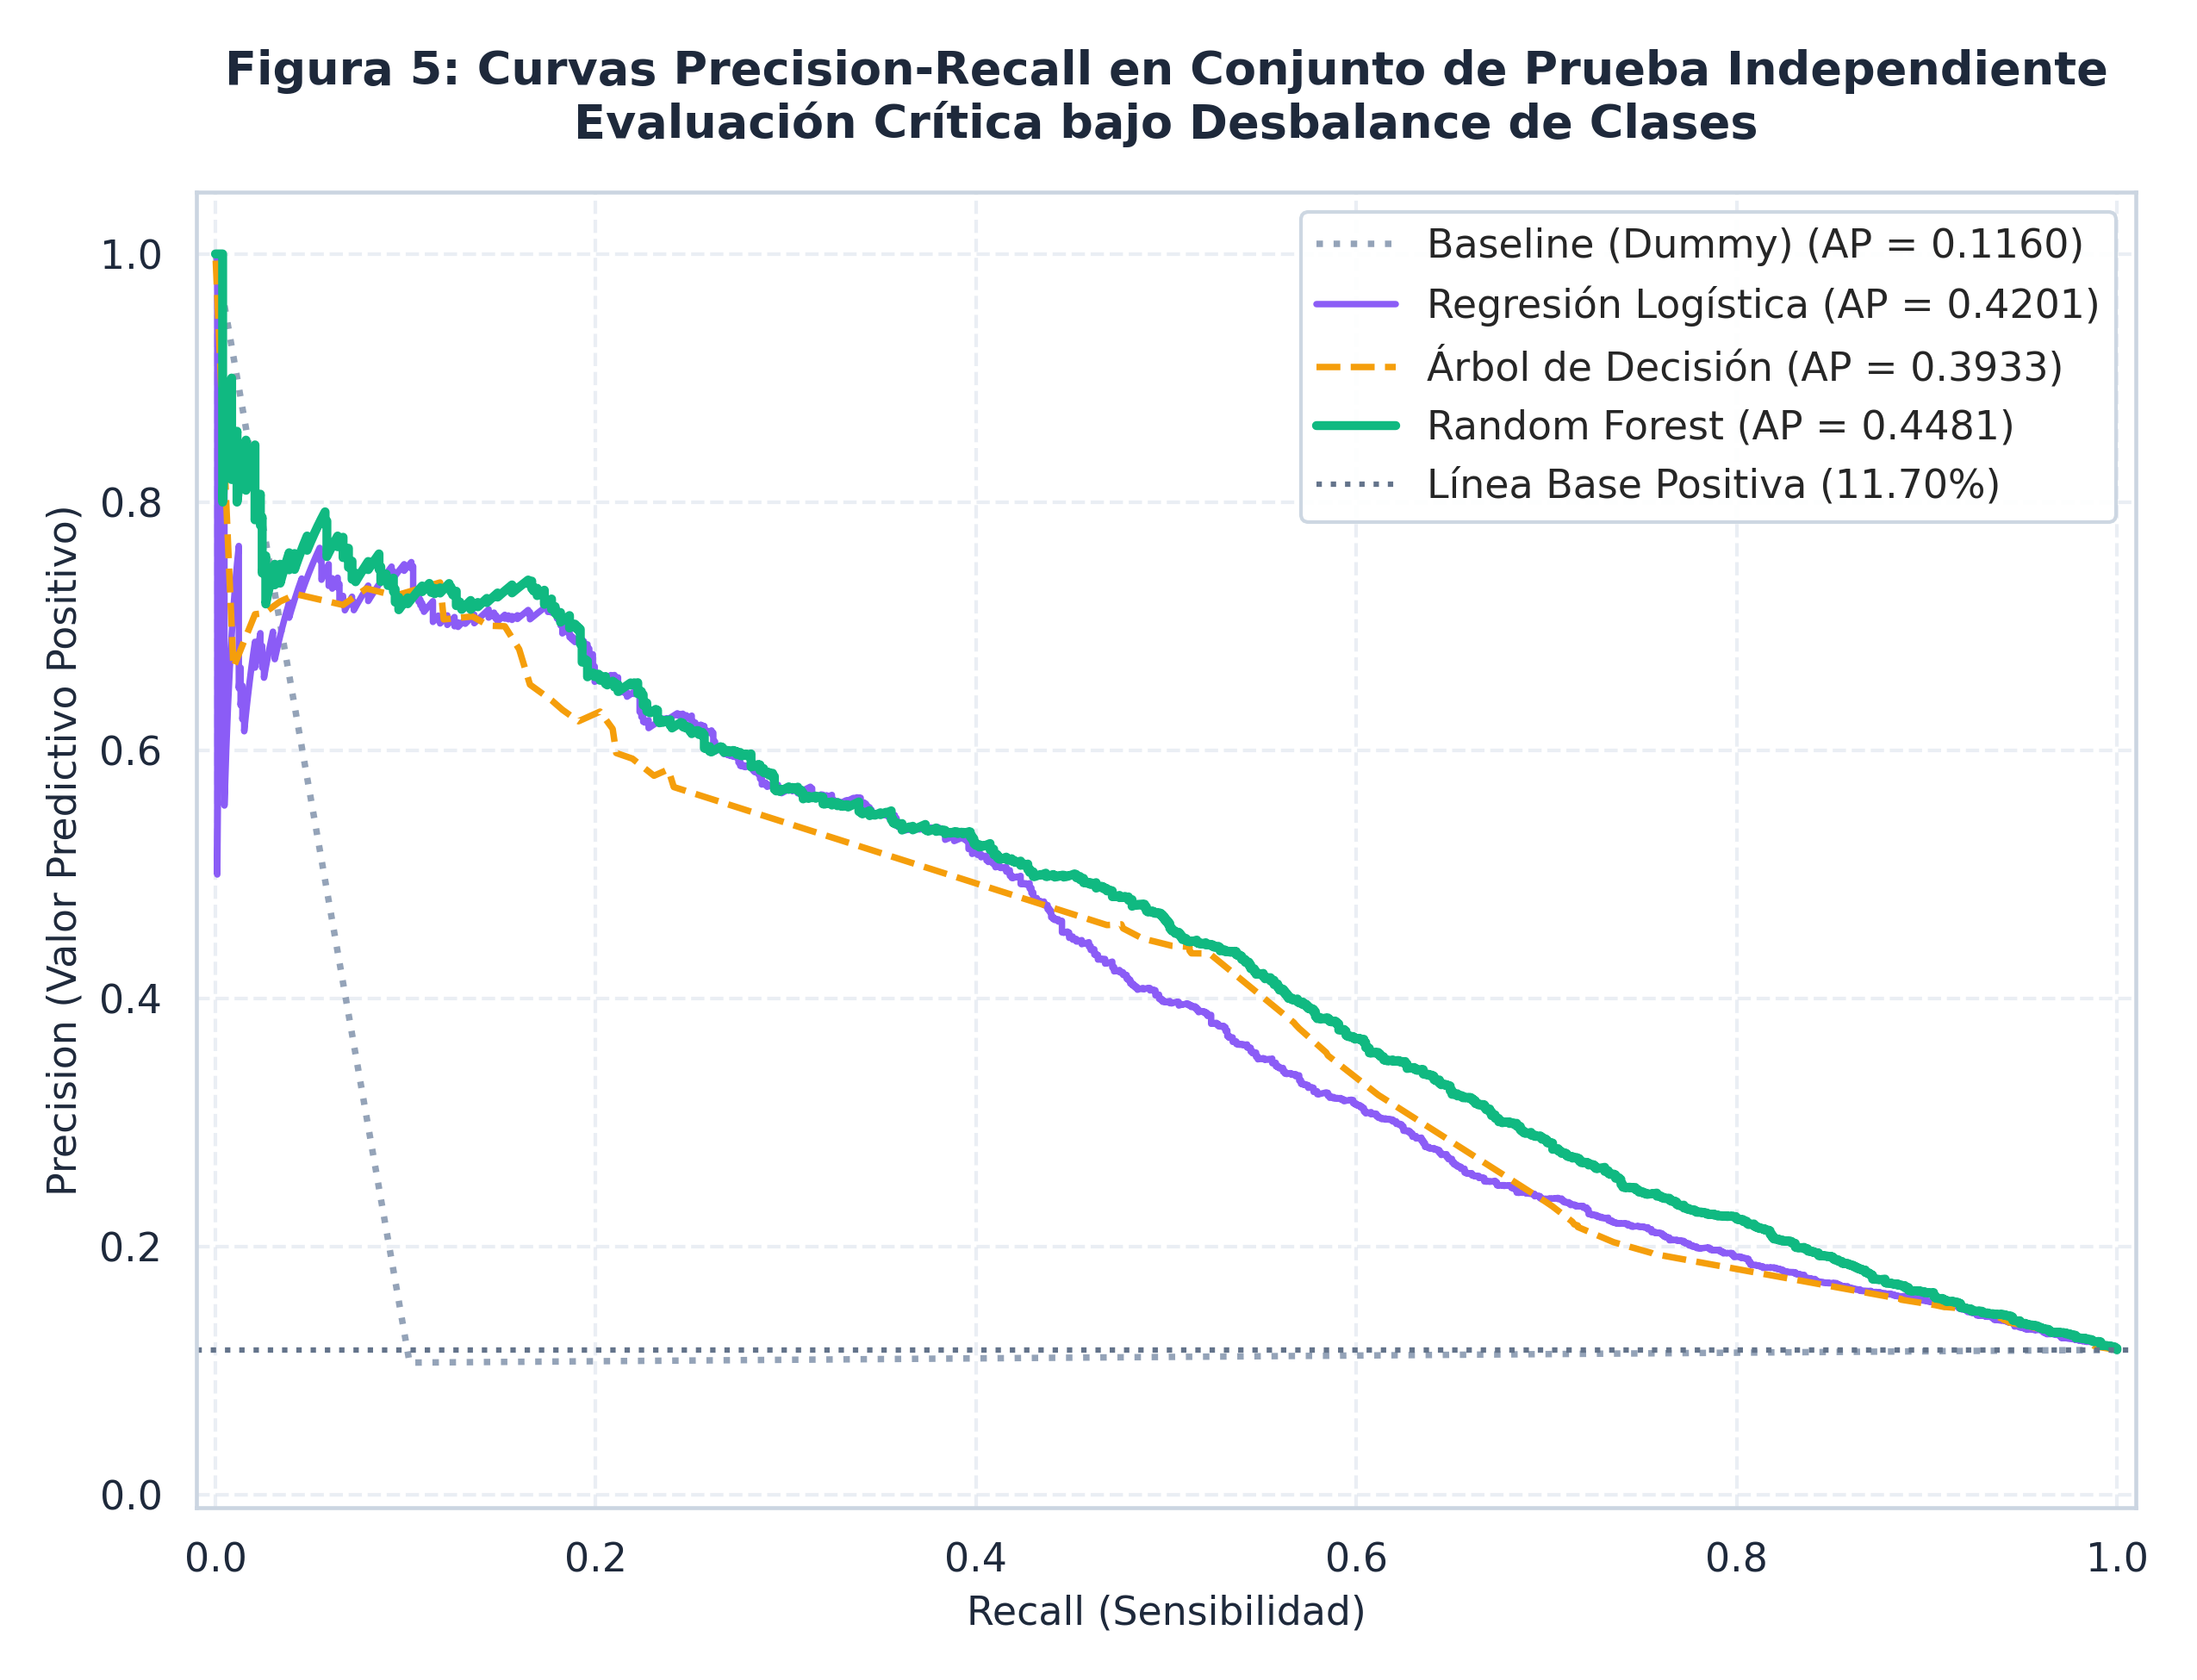 Figura 5: Curvas Precision-Recall en Conjunto de Prueba Independiente
Evaluación Crítica bajo Desbalance de Clases
Baseline (Dummy) (AP = 0.1160)
Regresión Logística (AP = 0.4201)
Árbol de Decisión (AP = 0.3933)
Random Forest (AP = 0.4481)
Línea Base Positiva (11.70%)
Precision (Valor Predictivo Positivo)
1.0
0.8
0.6
0.4
0.2
0.0
0.0 0.2 0.4 0.6 0.8 1.0
Recall (Sensibilidad)